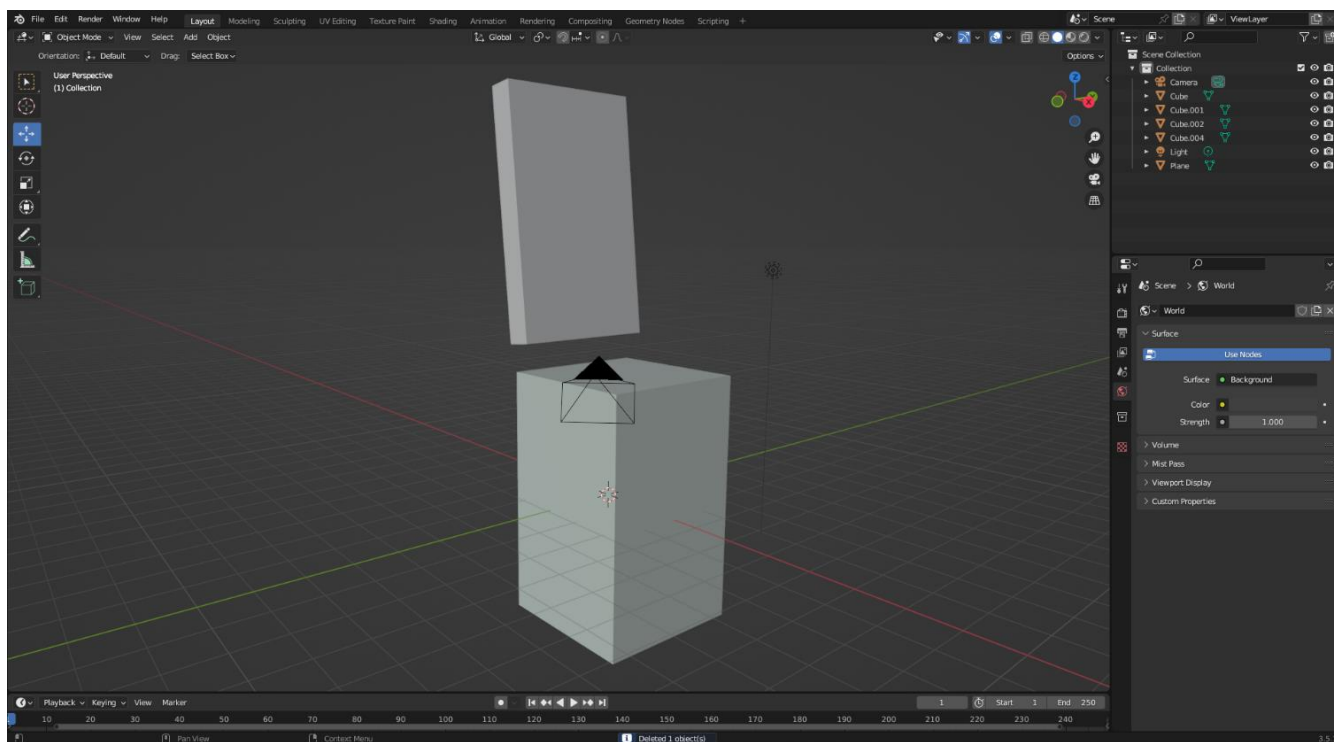 File Edit Render Window Help Layout Modeling Sculpting UV Editing Texture Paint Shading Animation Rendering Compositing Geometry Nodes Scripting + Scene ViewLayer
Object Mode View Select Add Object Global
Orientation: Default Drag: Select Box Options
User Perspective
(1) Collection
Z
Y
X
Scene Collection
Collection
Camera
Cube
Cube.001
Cube.002
Cube.004
Light
Plane
Scene > World
World
Surface
Use Nodes
Surface Background
Color
Strength 1.000
Volume
Mist Pass
Viewport Display
Custom Properties
Playback Keying View Marker 1 Start 1 End 250
10 20 30 40 50 60 70 80 90 100 110 120 130 140 150 160 170 180 190 200 210 220 230 240
Pan View Context Menu Deleted 1 object(s) 3.5